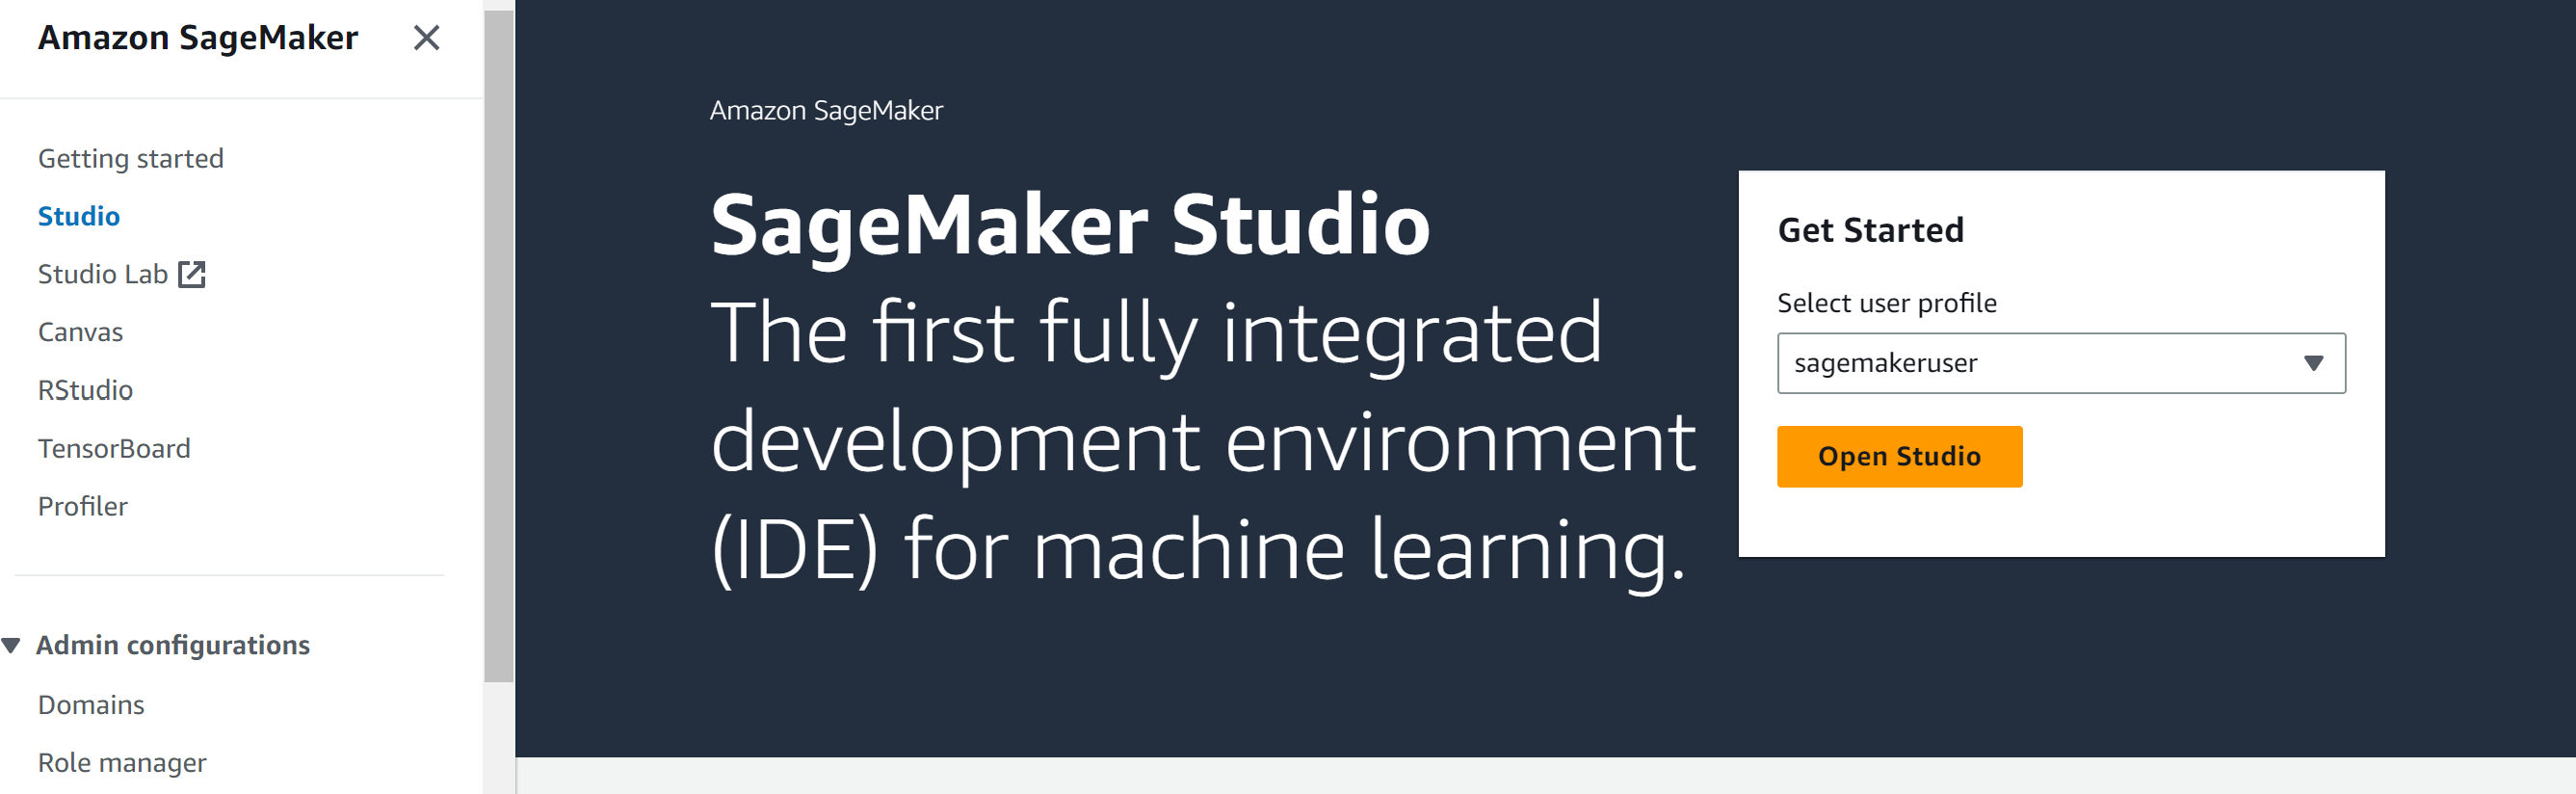 Amazon SageMaker
Getting started
Studio
Studio Lab
Canvas
RStudio
TensorBoard
Profiler
Admin configurations
Domains
Role manager
Amazon SageMaker
SageMaker Studio
The first fully integrated
development environment
(IDE) for machine learning.
Get Started
Select user profile
sagemakeruser
Open Studio